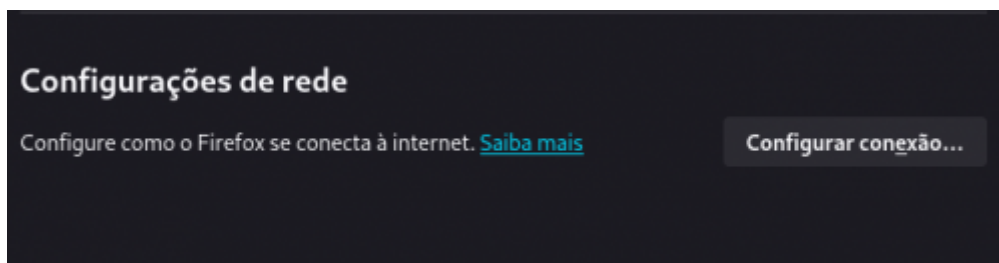 Configurações de rede
Configure como o Firefox se conecta à internet. Saiba mais
Configurar conexão...